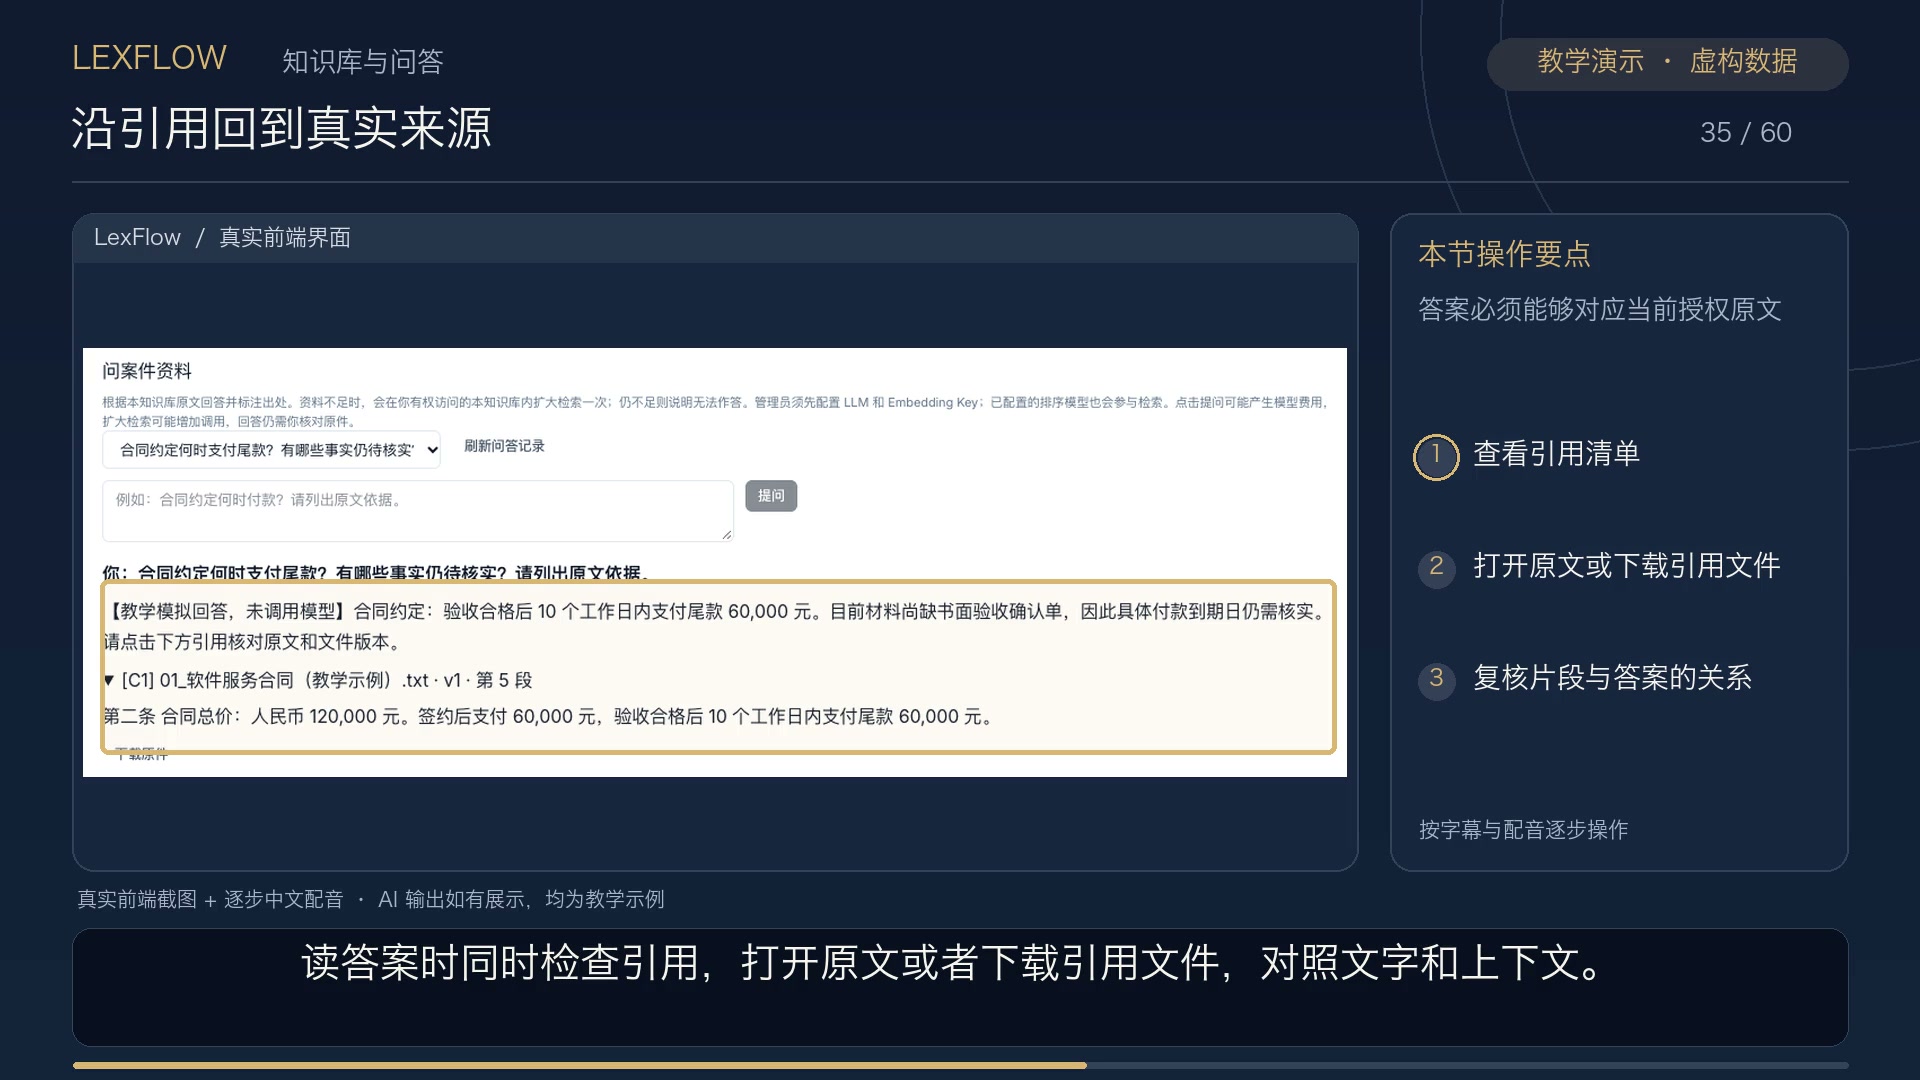 LEXFLOW 知识库与问答
教学演示 · 虚构数据
沿引用回到真实来源
35 / 60
LexFlow / 真实前端界面
问案件资料
根据本知识库原文回答并标注出处。资料不足时，会在你有权访问的本知识库内扩大检索一次；仍不足则说明无法作答。管理员须先配置 LLM 和 Embedding Key；已配置的排序模型也会参与检索。点击提问可能产生模型费用，
扩大检索可能增加调用，回答仍需你核对原件。
合同约定何时支付尾款？有哪些事实仍待核实
刷新问答记录
例如：合同约定何时付款？请列出原文依据。
提问
你：合同约定何时支付尾款？有哪些事实仍待核实？请列出原文依据。
【教学模拟回答，未调用模型】合同约定：验收合格后 10 个工作日内支付尾款 60,000 元。目前材料尚缺书面验收确认单，因此具体付款到期日仍需核实。
请点击下方引用核对原文和文件版本。
▼ [C1] 01_软件服务合同（教学示例）.txt · v1 · 第 5 段
第二条 合同总价：人民币 120,000 元。签约后支付 60,000 元，验收合格后 10 个工作日内支付尾款 60,000 元。
下载原件
本节操作要点
答案必须能够对应当前授权原文
1 查看引用清单
2 打开原文或下载引用文件
3 复核片段与答案的关系
按字幕与配音逐步操作
真实前端截图 + 逐步中文配音 · AI 输出如有展示，均为教学示例
读答案时同时检查引用，打开原文或者下载引用文件，对照文字和上下文。